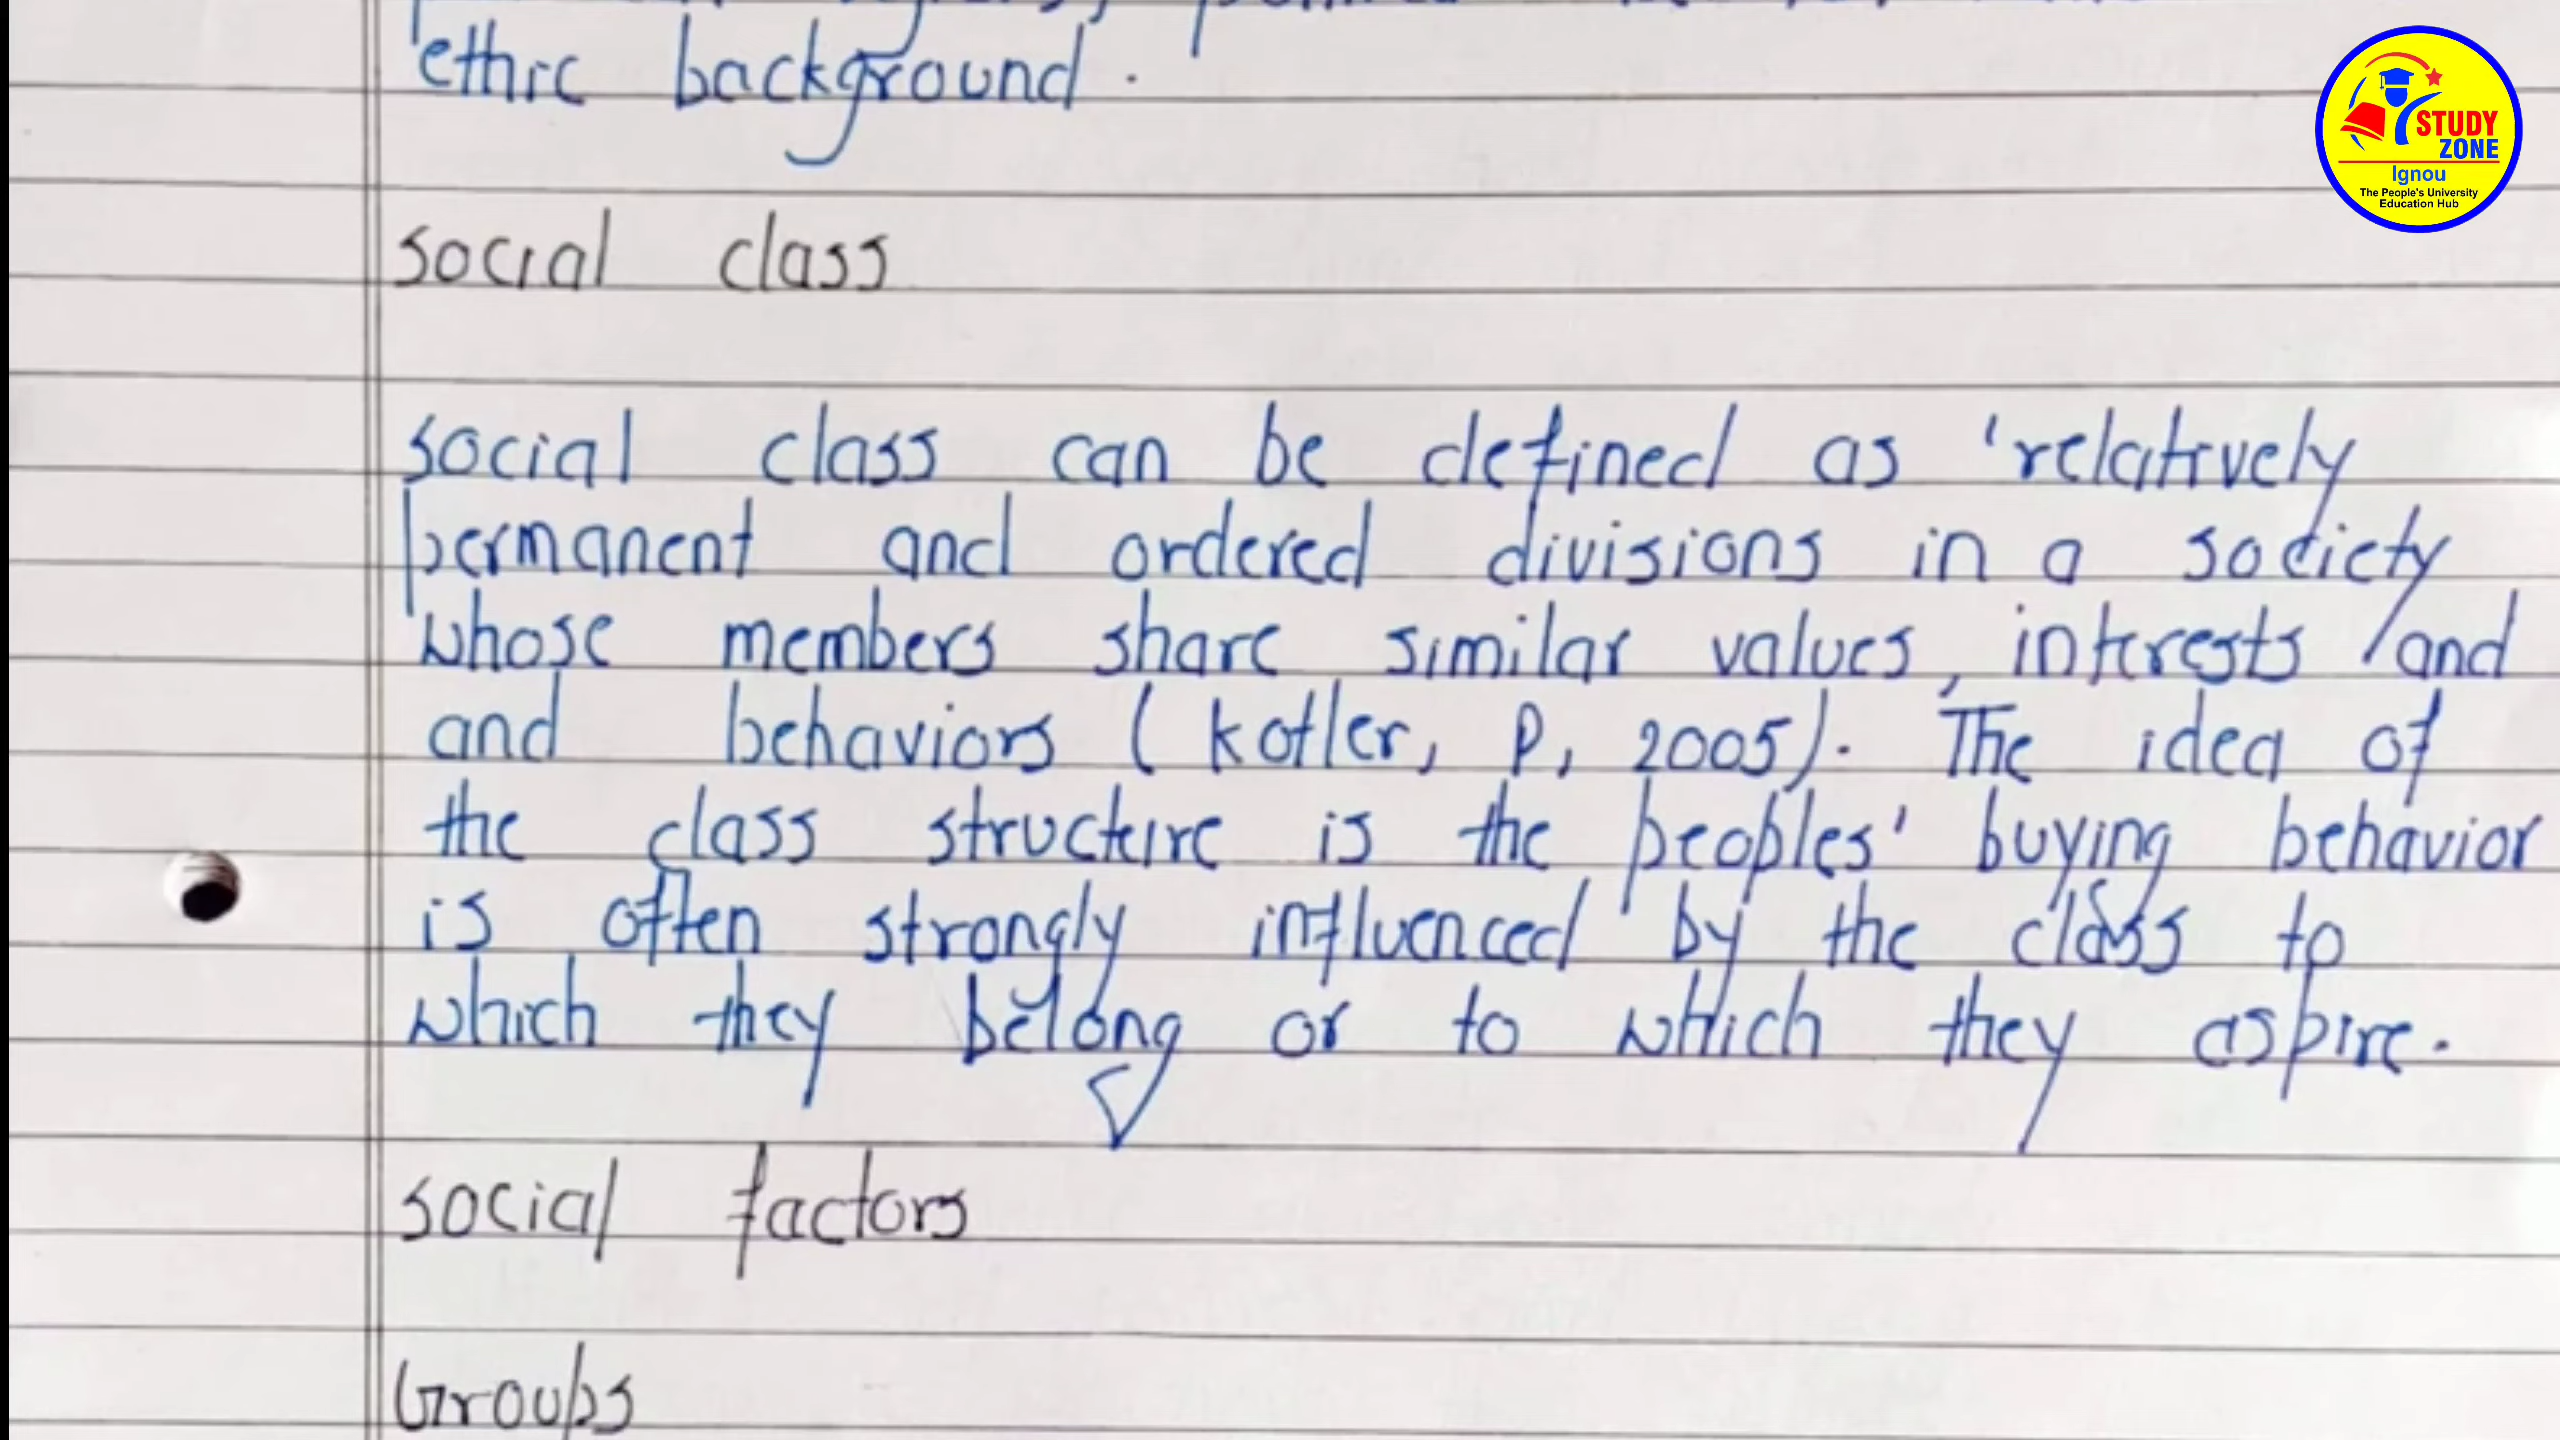 ethic background.
STUDY
ZONE
Ignou
The People's University
Education Hub
social class
social class can be defined as 'relatively
permanent and ordered divisions in a society
whose members share similar values, interests and
and behaviors (Kotler, P, 2005). The idea of
the class structure is the peoples' buying behavior
is often strongly influenced by the class to
which they belong or to which they aspire.
social factors
Groups